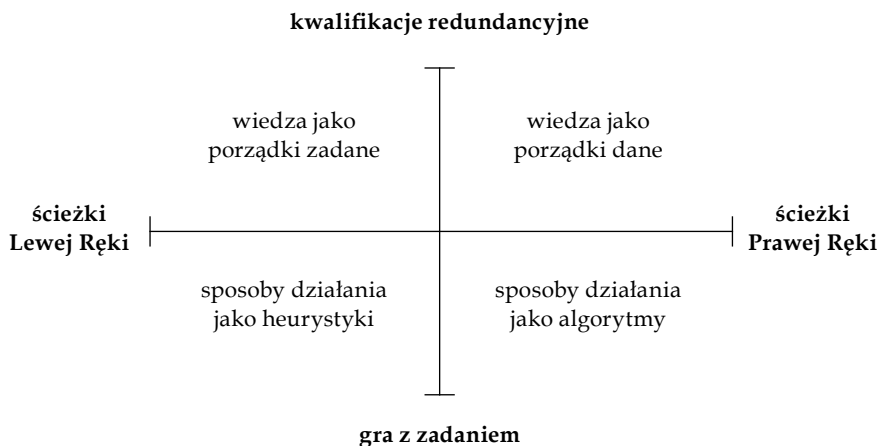 kwalifikacje redundancyjne
wiedza jako
porządki zadane
wiedza jako
porządki dane
ścieżki
Lewej Ręki
ścieżki
Prawej Ręki
sposoby działania
jako heurystyki
sposoby działania
jako algorytmy
gra z zadaniem